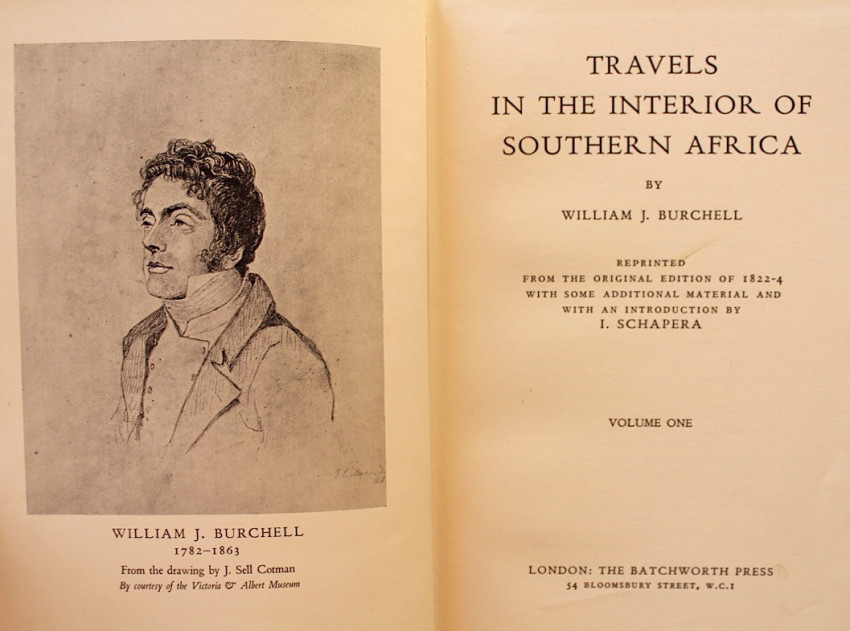 WILLIAM J. BURCHELL
1782–1863
From the drawing by J. Sell Cotman
By courtesy of the Victoria & Albert Museum
TRAVELS
IN THE INTERIOR OF
SOUTHERN AFRICA
BY
WILLIAM J. BURCHELL
REPRINTED
FROM THE ORIGINAL EDITION OF 1822-4
WITH SOME ADDITIONAL MATERIAL AND
WITH AN INTRODUCTION BY
I. SCHAPERA
VOLUME ONE
LONDON: THE BATCHWORTH PRESS
54 BLOOMSBURY STREET, W.C.1